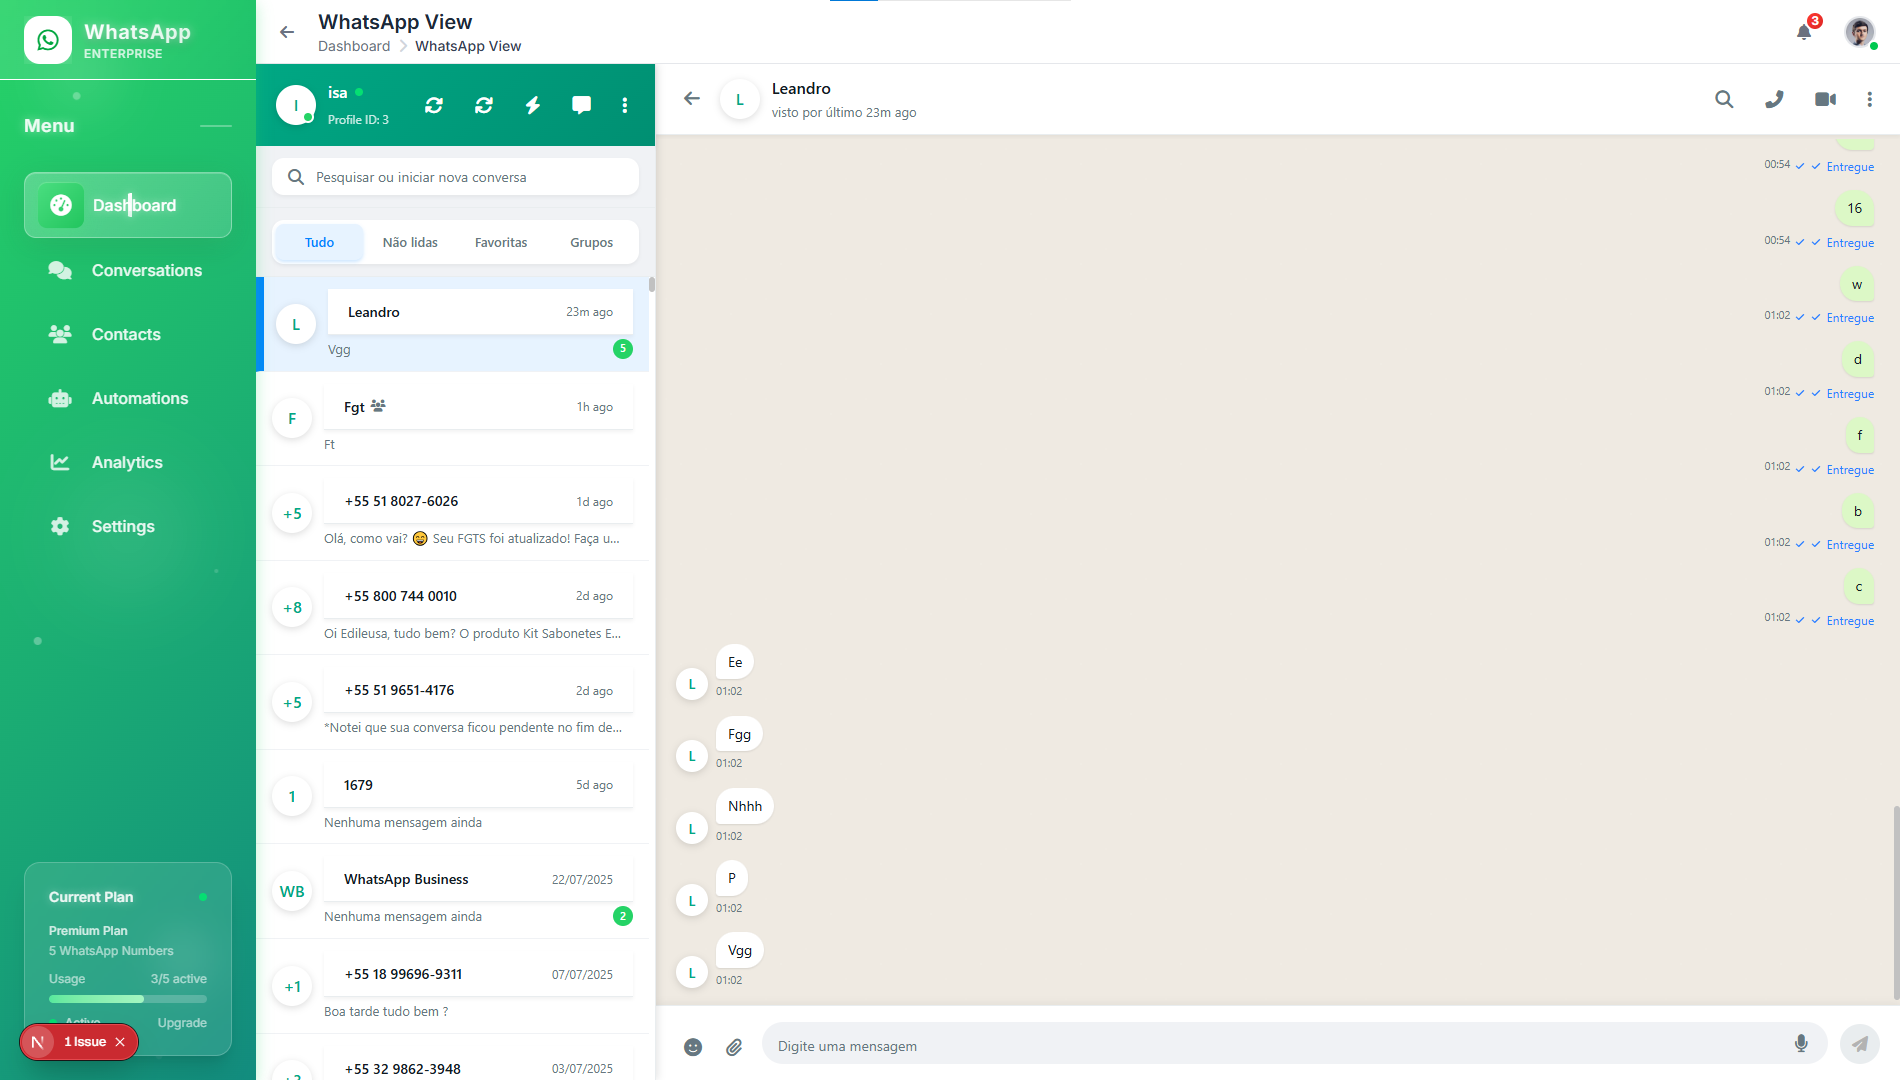 WhatsApp
ENTERPRISE
Menu
Dashboard
Conversations
Contacts
Automations
Analytics
Settings
Current Plan
Premium Plan
5 WhatsApp Numbers
Usage 3/5 active
Active Upgrade
N 1 Issue
WhatsApp View
Dashboard WhatsApp View
3
I
isa
Profile ID: 3
Pesquisar ou iniciar nova conversa
Tudo Não lidas Favoritas Grupos
L
Leandro 23m ago
Vgg 5
F
Fgt 1h ago
Ft
+5
+55 51 8027-6026 1d ago
Olá, como vai? 😄 Seu FGTS foi atualizado! Faça u...
+8
+55 800 744 0010 2d ago
Oi Edileusa, tudo bem? O produto Kit Sabonetes E...
+5
+55 51 9651-4176 2d ago
*Notei que sua conversa ficou pendente no fim de...
1
1679 5d ago
Nenhuma mensagem ainda
WB
WhatsApp Business 22/07/2025
Nenhuma mensagem ainda 2
+1
+55 18 99696-9311 07/07/2025
Boa tarde tudo bem ?
+55 32 9862-3948 03/07/2025
L
Leandro
visto por último 23m ago
00:54 Entregue
16
00:54 Entregue
w
01:02 Entregue
d
01:02 Entregue
f
01:02 Entregue
b
01:02 Entregue
c
01:02 Entregue
Ee
L
01:02
Fgg
L
01:02
Nhhh
L
01:02
P
L
01:02
Vgg
L
01:02
Digite uma mensagem